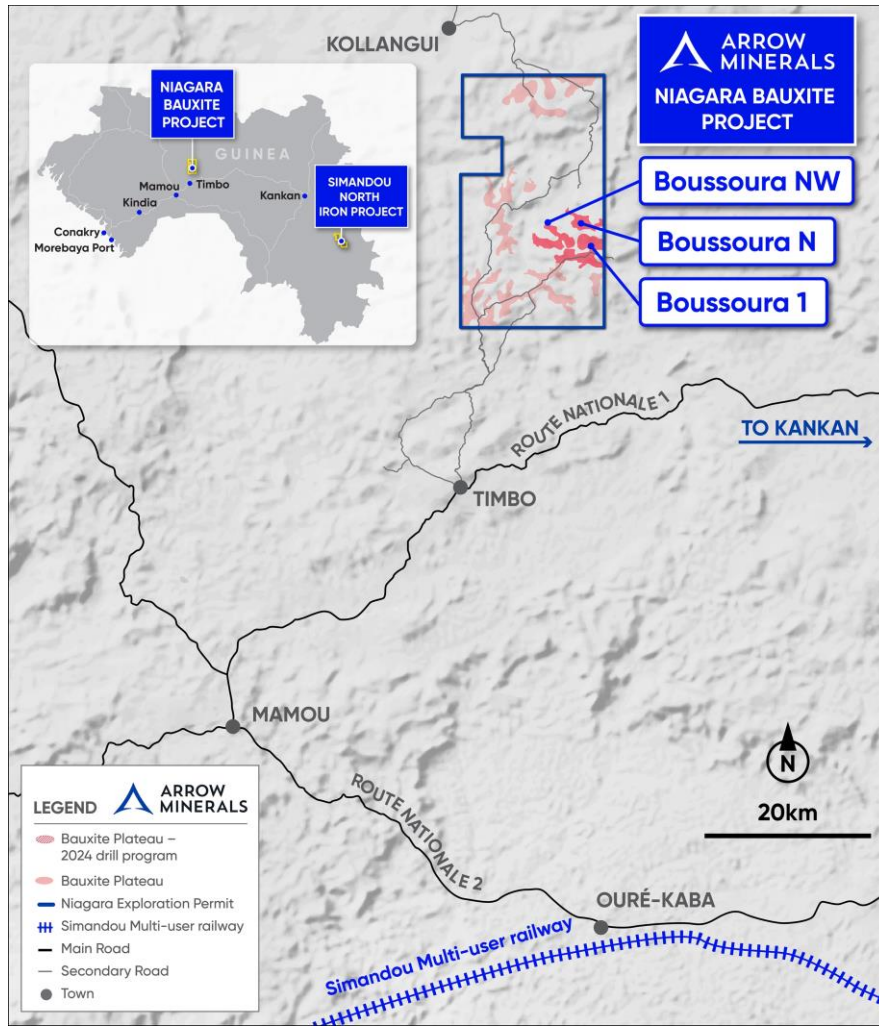 KOLLANGUI
ARROW
MINERALS
NIAGARA BAUXITE
PROJECT
NIAGARA
BAUXITE
PROJECT
GUINEA
SIMANDOU
NORTH
IRON PROJECT
Mamou
Timbo
Kankan
Kindia
Conakry
Morebaya Port
Boussoura NW
Boussoura N
Boussoura 1
ROUTE NATIONALE 1
TO KANKAN
TIMBO
MAMOU
ROUTE NATIONALE 2
N
20km
OURÉ-KABA
Simandou Multi-user railway
LEGEND
ARROW
MINERALS
Bauxite Plateau –
2024 drill program
Bauxite Plateau
Niagara Exploration Permit
Simandou Multi-user railway
Main Road
Secondary Road
Town